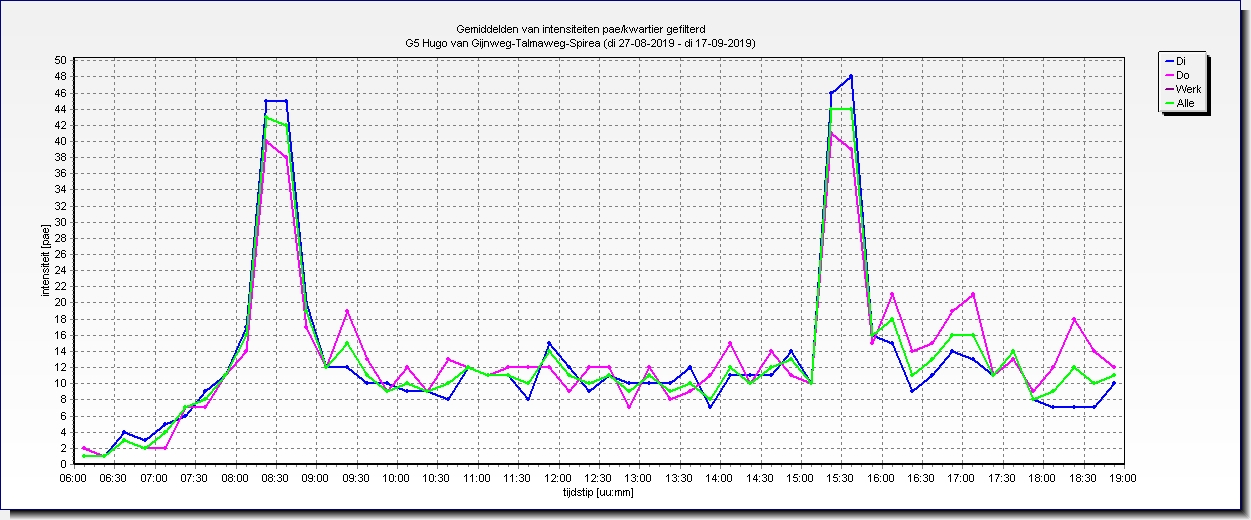 Gemiddelden van intensiteiten pae/kwartier gefilterd
G5 Hugo van Gijnweg-Talmaweg-Spirea (di 27-08-2019 - di 17-09-2019)
50
48
46
44
42
40
38
36
34
32
30
28
26
24
22
20
18
16
14
12
10
8
6
4
2
0
intensiteit [pae]
06:00 06:30 07:00 07:30 08:00 08:30 09:00 09:30 10:00 10:30 11:00 11:30 12:00 12:30 13:00 13:30 14:00 14:30 15:00 15:30 16:00 16:30 17:00 17:30 18:00 18:30 19:00
tijdstip [uu:mm]
Di
Do
Werk
Alle